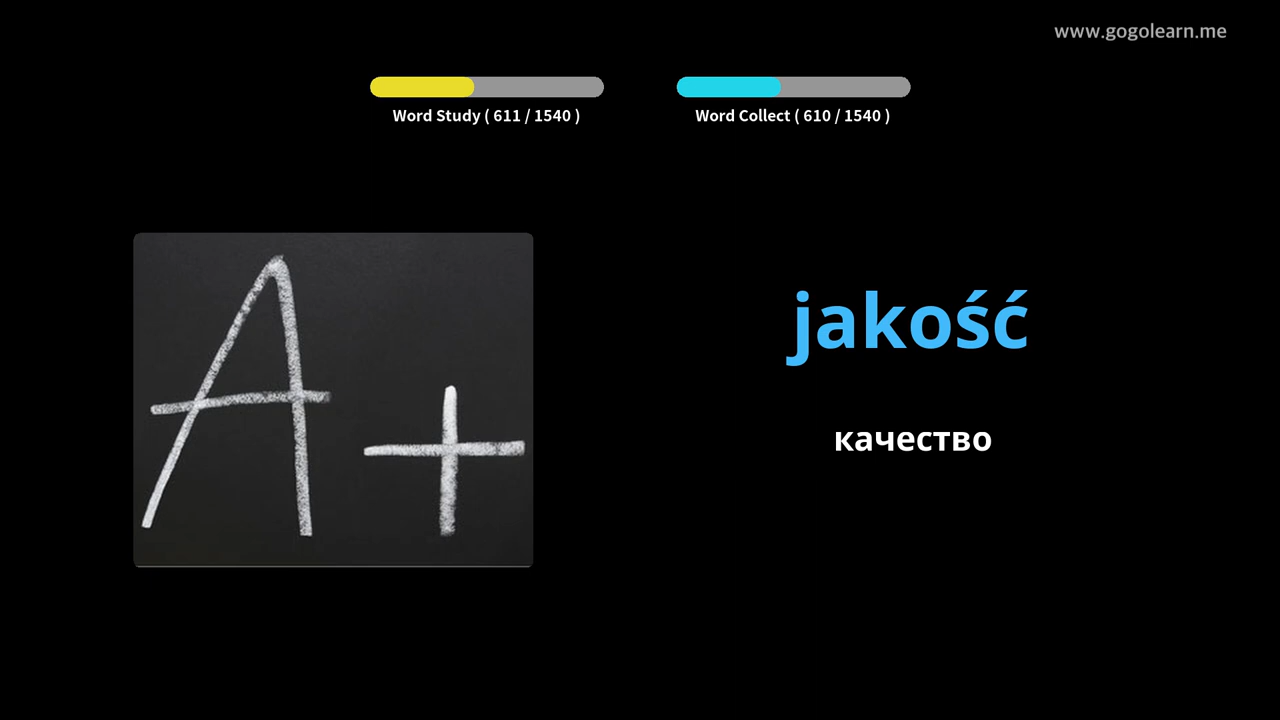 www.gogolearn.me
Word Study ( 611 / 1540 )
Word Collect ( 610 / 1540 )
A+
jakość
качество